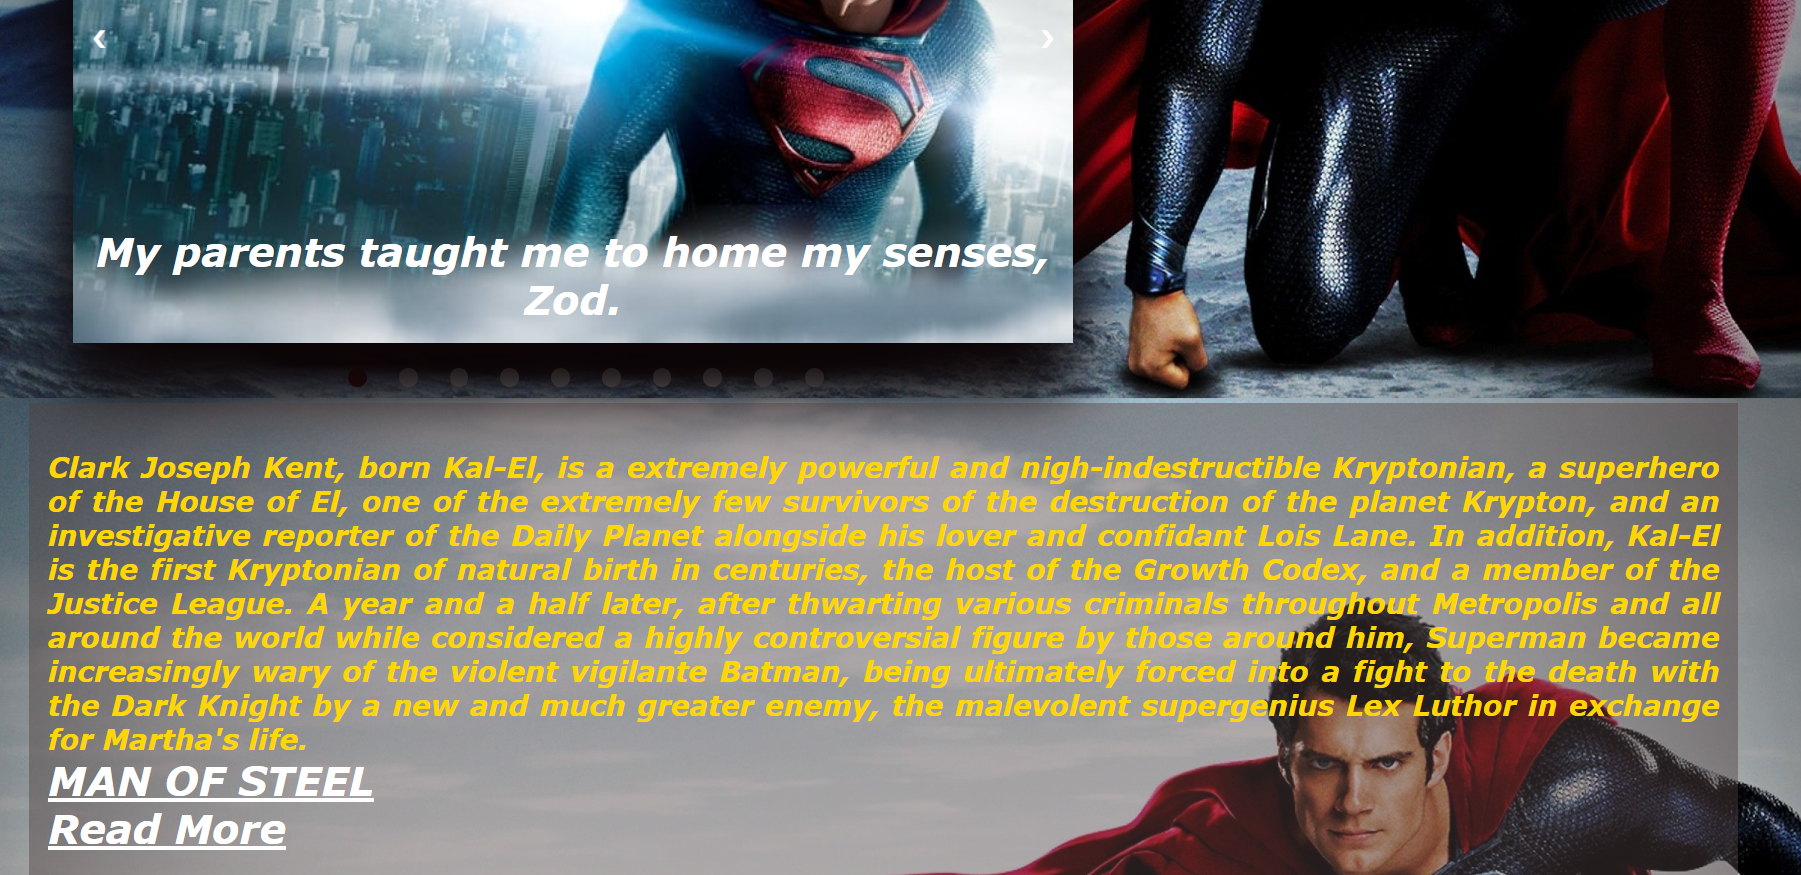 ‹ ›
My parents taught me to home my senses,
Zod.
Clark Joseph Kent, born Kal-El, is a extremely powerful and nigh-indestructible Kryptonian, a superhero
of the House of El, one of the extremely few survivors of the destruction of the planet Krypton, and an
investigative reporter of the Daily Planet alongside his lover and confidant Lois Lane. In addition, Kal-El
is the first Kryptonian of natural birth in centuries, the host of the Growth Codex, and a member of the
Justice League. A year and a half later, after thwarting various criminals throughout Metropolis and all
around the world while considered a highly controversial figure by those around him, Superman became
increasingly wary of the violent vigilante Batman, being ultimately forced into a fight to the death with
the Dark Knight by a new and much greater enemy, the malevolent supergenius Lex Luthor in exchange
for Martha's life.
MAN OF STEEL
Read More